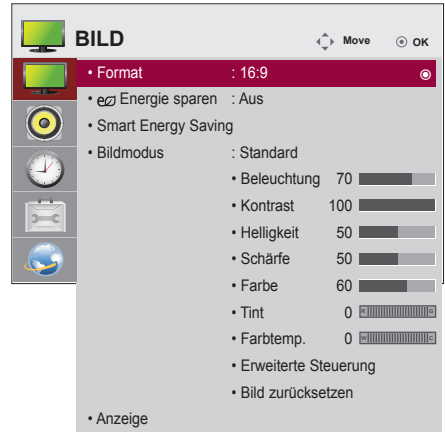 BILD Move OK
• Format : 16:9
• Energie sparen : Aus
• Smart Energy Saving
• Bildmodus : Standard
• Beleuchtung 70
• Kontrast 100
• Helligkeit 50
• Schärfe 50
• Farbe 60
• Tint 0 R G
• Farbtemp. 0 W C
• Erweiterte Steuerung
• Bild zurücksetzen
• Anzeige